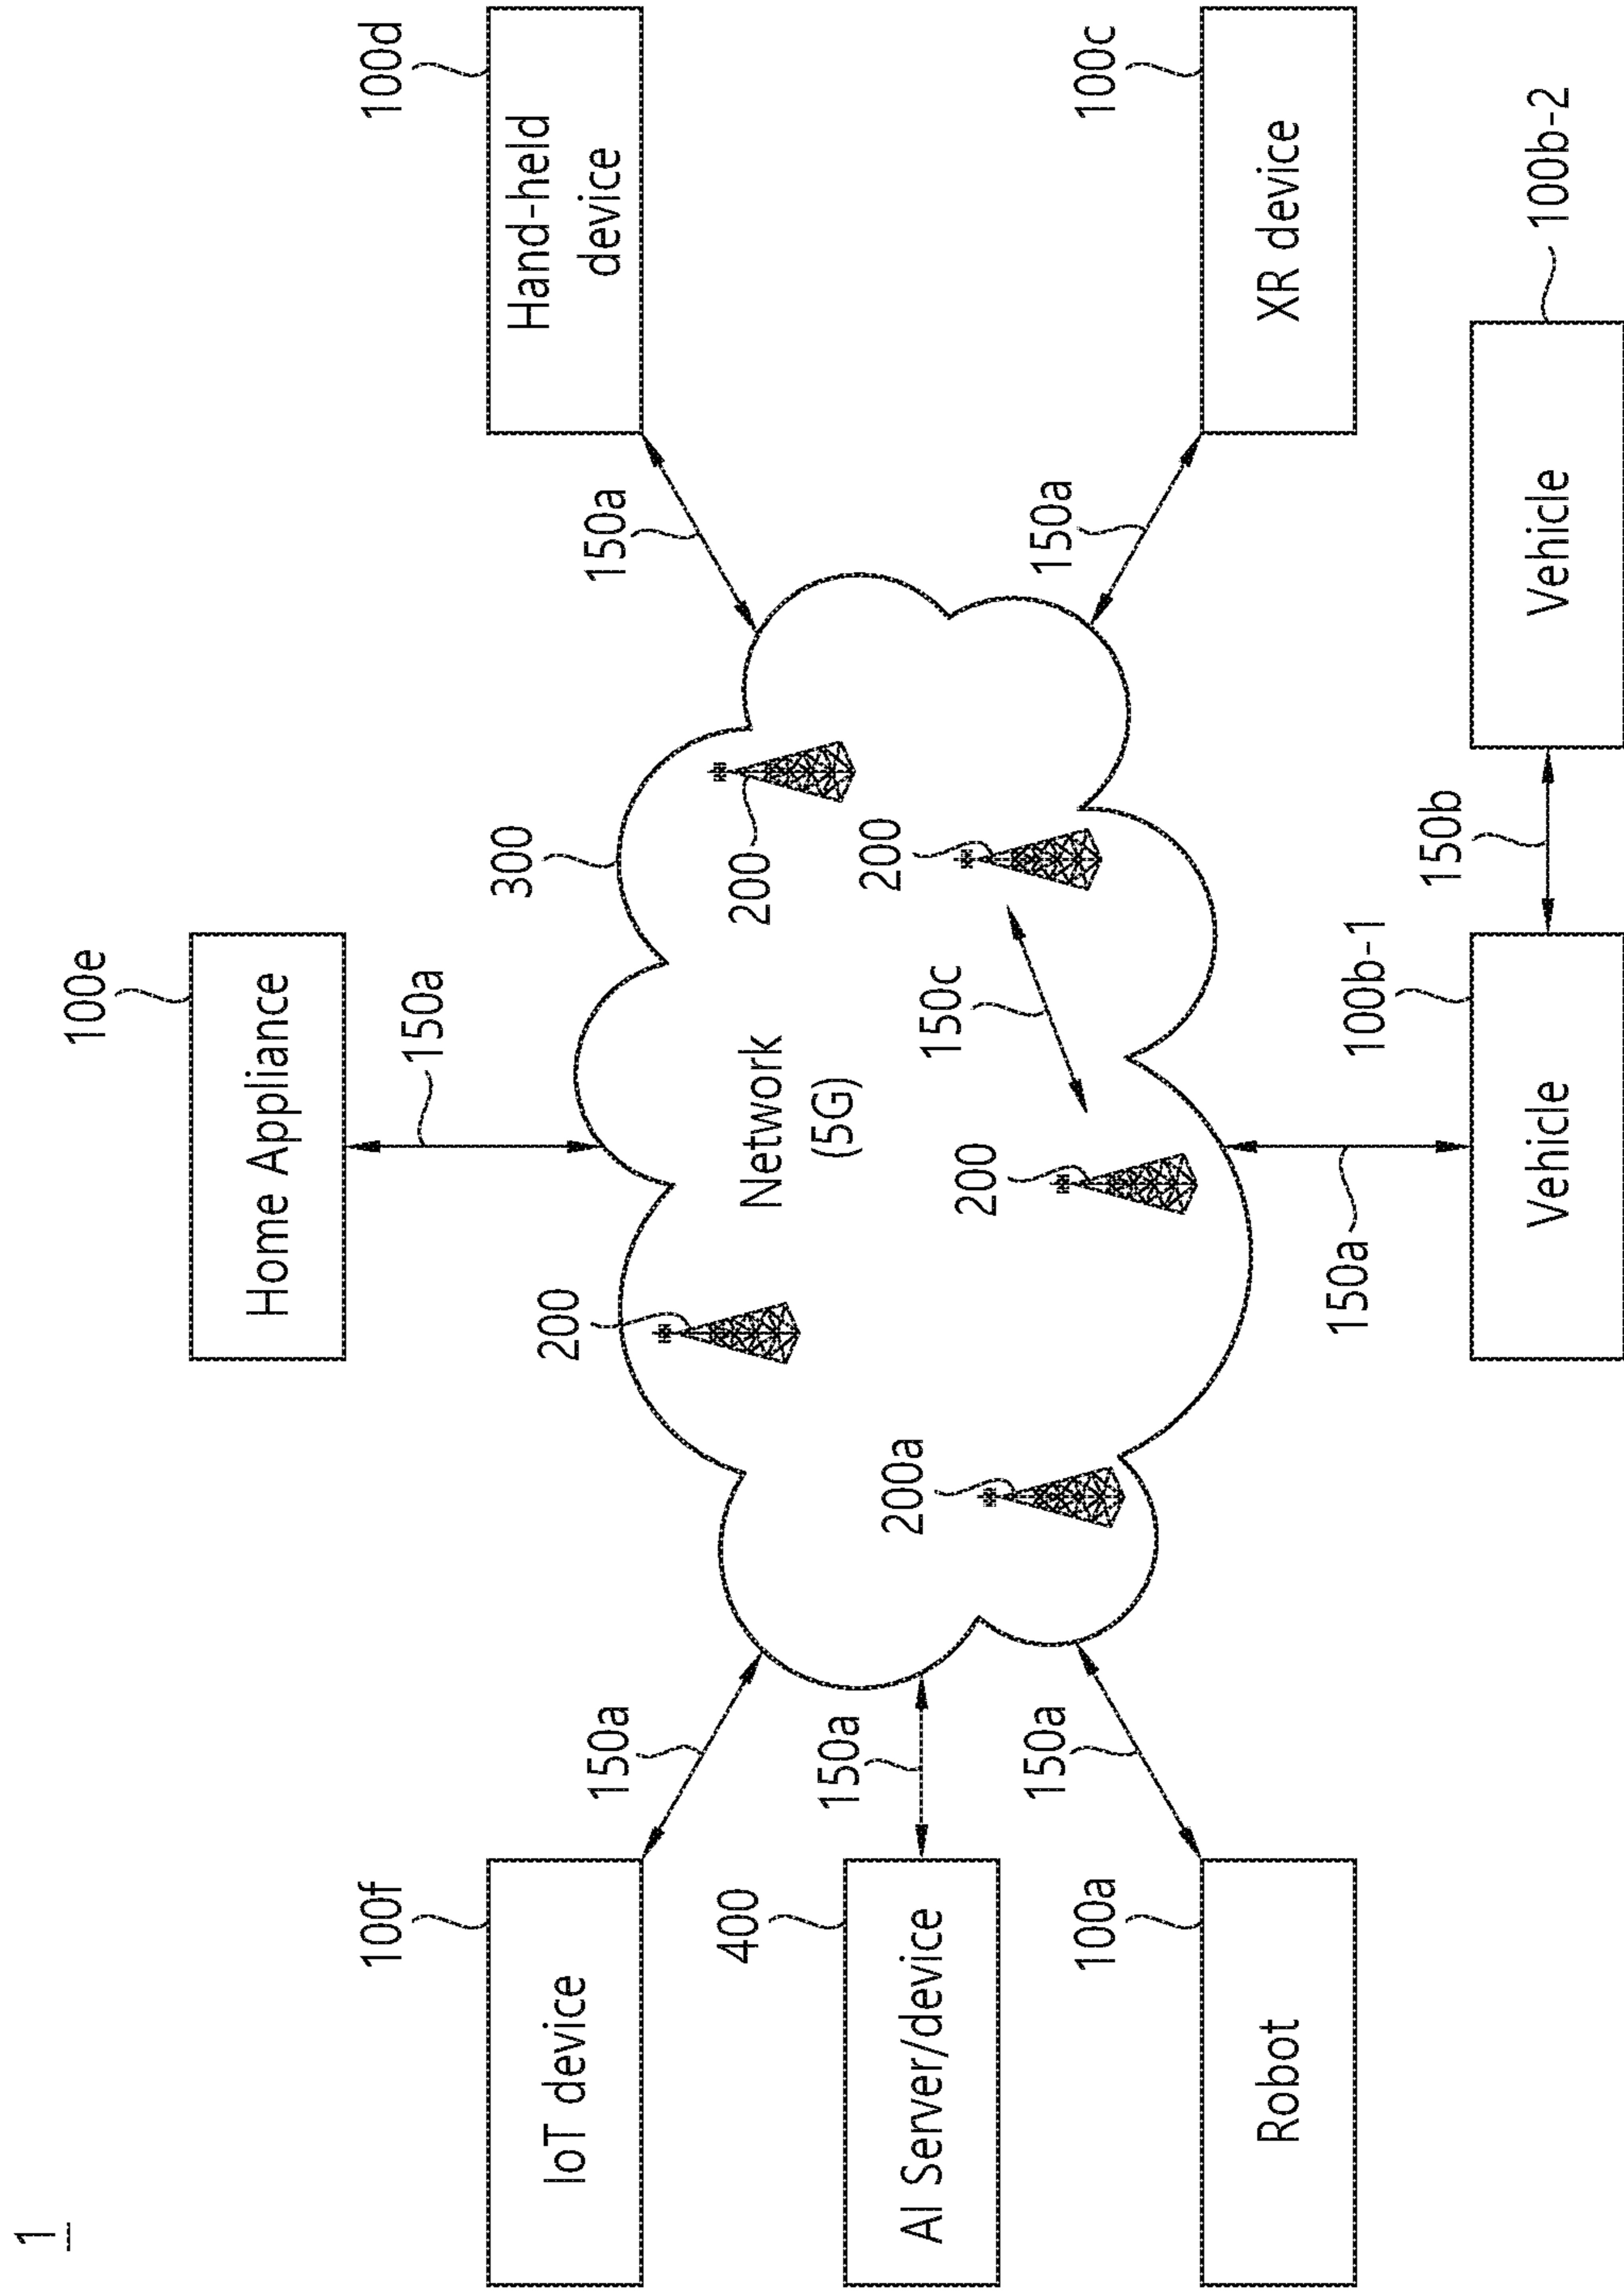 1
100e
Home Appliance
150a
100f
IoT device
150a
300
100d
Hand-held
device
150a
200
200
Network
(5G)
400
AI Server/device
150a
200a
200
150c
200
100a
Robot
150a
150a
100c
XR device
150a
100b-1
Vehicle
150b
Vehicle
100b-2